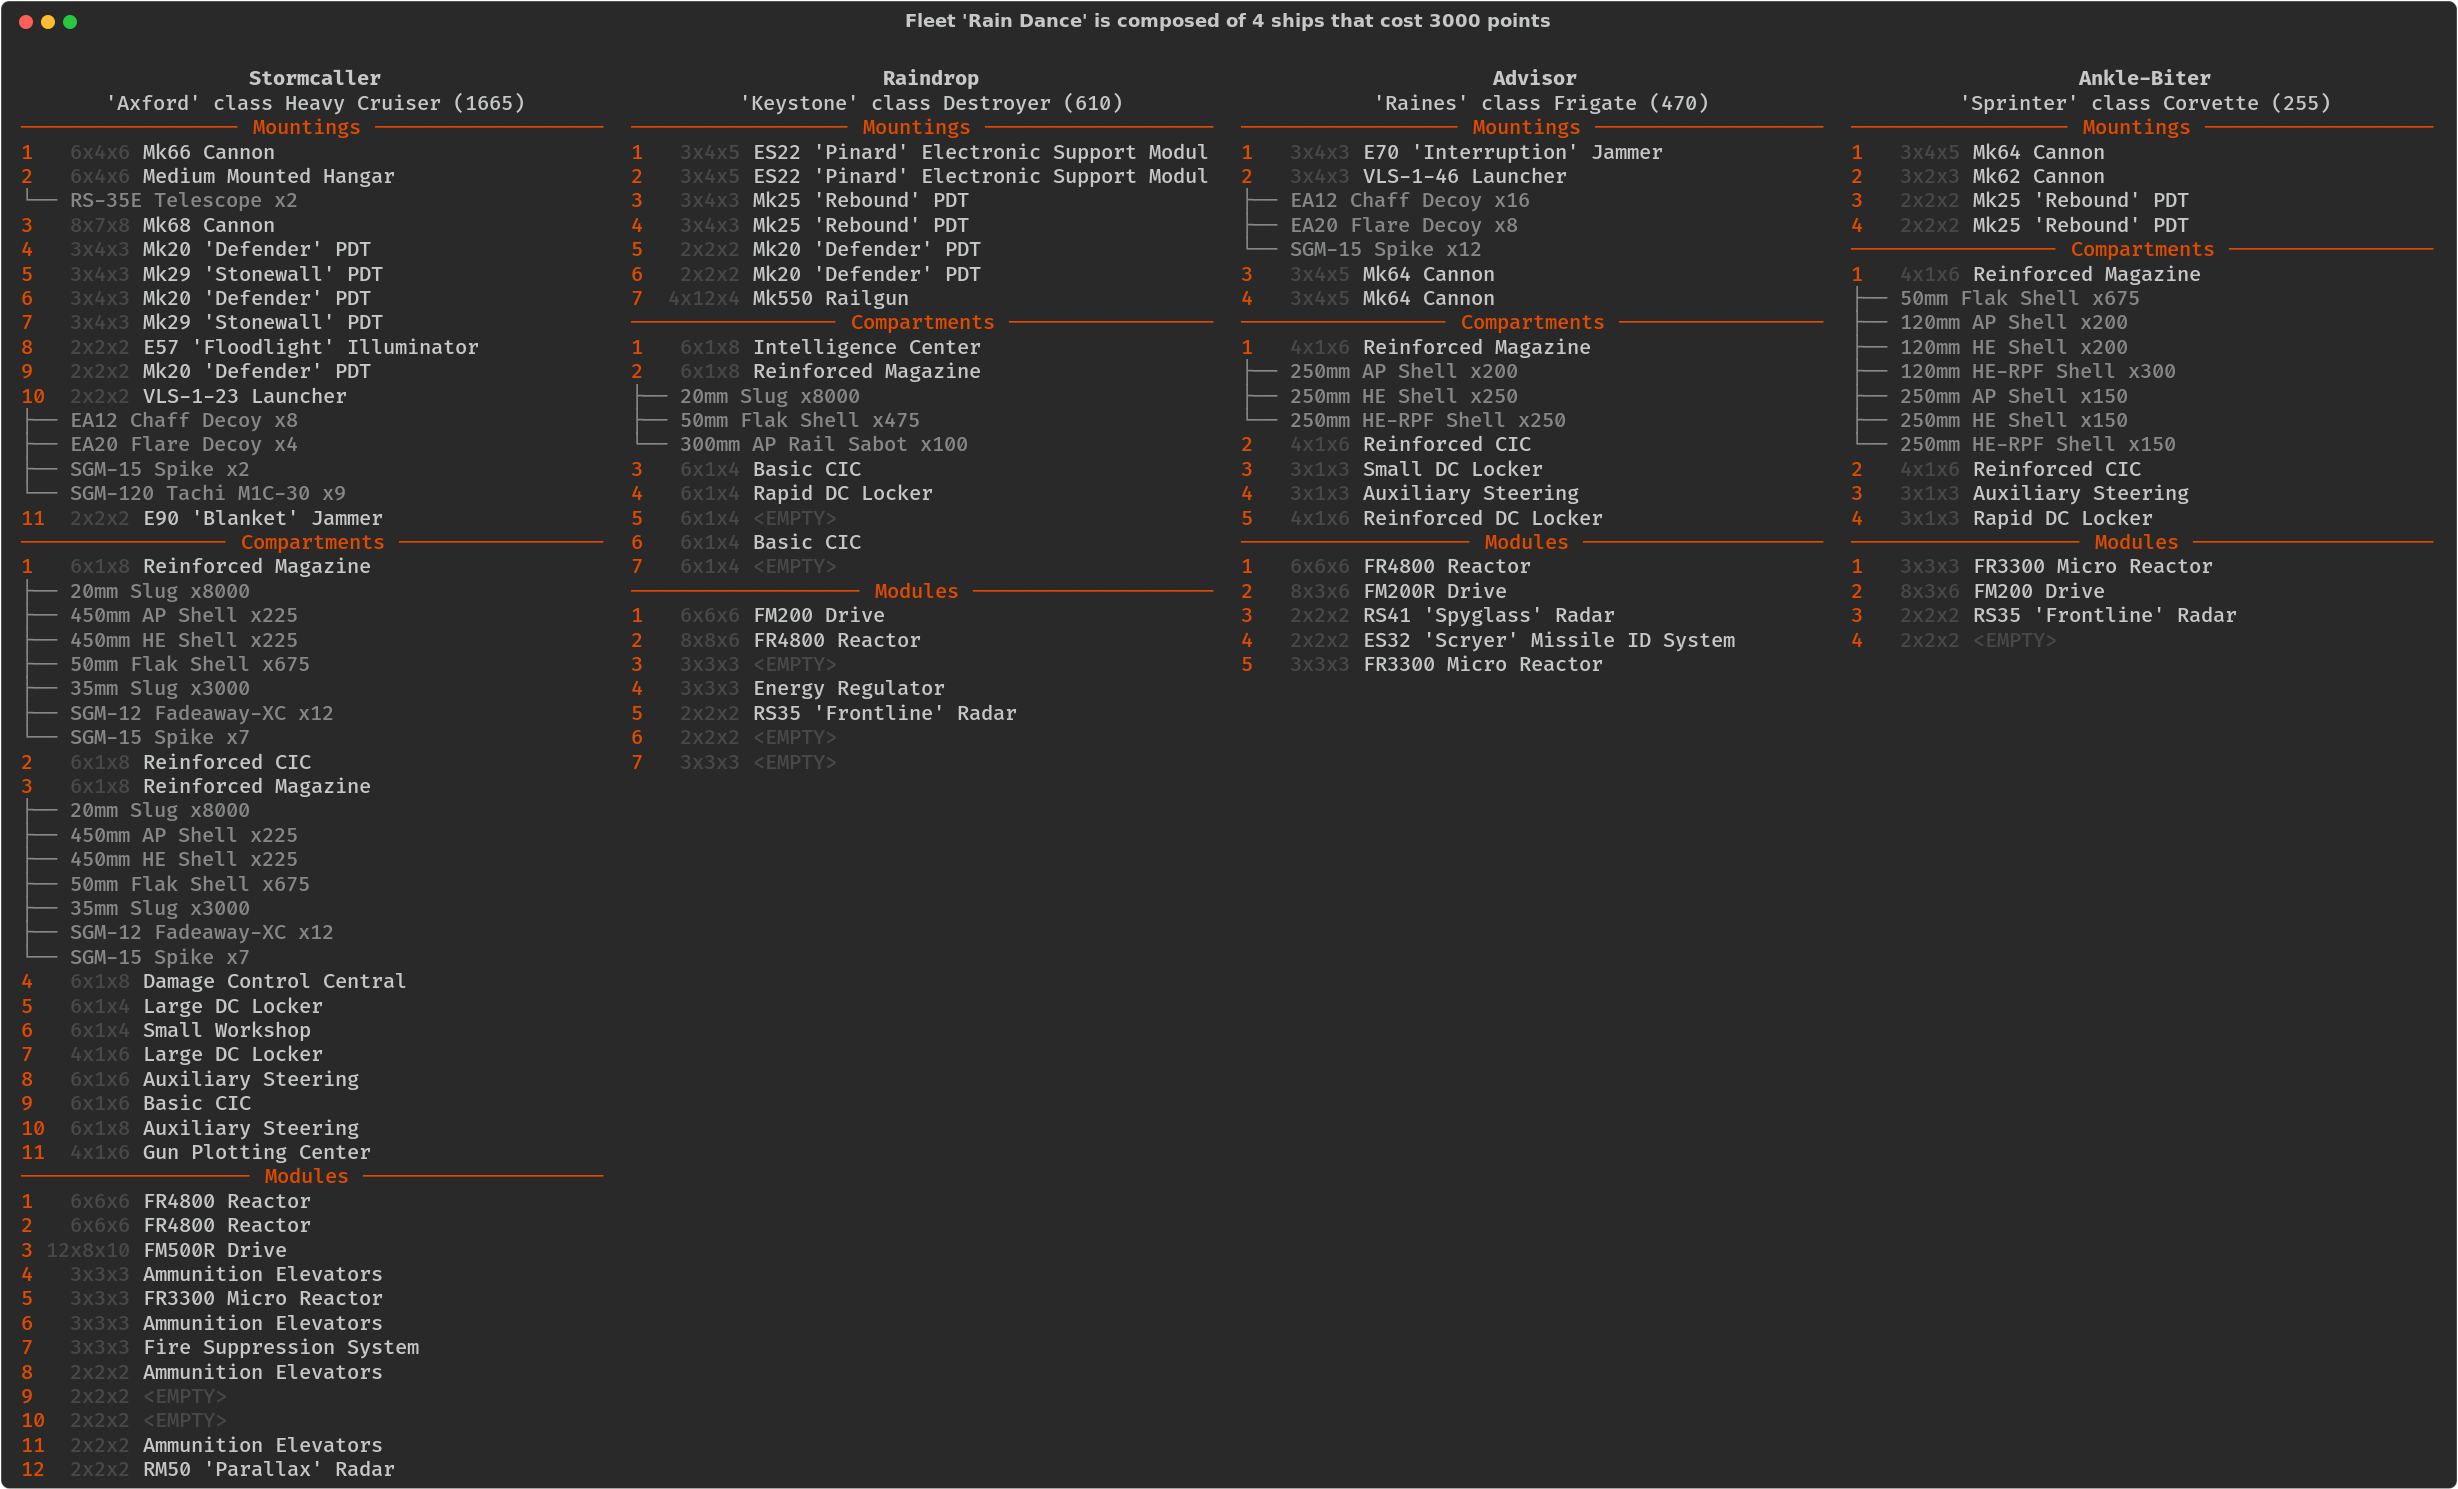 Fleet 'Rain Dance' is composed of 4 ships that cost 3000 points
Stormcaller
'Axford' class Heavy Cruiser (1665)
Mountings
1 6x4x6 Mk66 Cannon
2 6x4x6 Medium Mounted Hangar
RS-35E Telescope x2
3 8x7x8 Mk68 Cannon
4 3x4x3 Mk20 'Defender' PDT
5 3x4x3 Mk29 'Stonewall' PDT
6 3x4x3 Mk20 'Defender' PDT
7 3x4x3 Mk29 'Stonewall' PDT
8 2x2x2 E57 'Floodlight' Illuminator
9 2x2x2 Mk20 'Defender' PDT
10 2x2x2 VLS-1-23 Launcher
EA12 Chaff Decoy x8
EA20 Flare Decoy x4
SGM-15 Spike x2
SGM-120 Tachi M1C-30 x9
11 2x2x2 E90 'Blanket' Jammer
Compartments
1 6x1x8 Reinforced Magazine
20mm Slug x8000
450mm AP Shell x225
450mm HE Shell x225
50mm Flak Shell x675
35mm Slug x3000
SGM-12 Fadeaway-XC x12
SGM-15 Spike x7
2 6x1x8 Reinforced CIC
3 6x1x8 Reinforced Magazine
20mm Slug x8000
450mm AP Shell x225
450mm HE Shell x225
50mm Flak Shell x675
35mm Slug x3000
SGM-12 Fadeaway-XC x12
SGM-15 Spike x7
4 6x1x8 Damage Control Central
5 6x1x4 Large DC Locker
6 6x1x4 Small Workshop
7 4x1x6 Large DC Locker
8 6x1x6 Auxiliary Steering
9 6x1x6 Basic CIC
10 6x1x8 Auxiliary Steering
11 4x1x6 Gun Plotting Center
Modules
1 6x6x6 FR4800 Reactor
2 6x6x6 FR4800 Reactor
3 12x8x10 FM500R Drive
4 3x3x3 Ammunition Elevators
5 3x3x3 FR3300 Micro Reactor
6 3x3x3 Ammunition Elevators
7 3x3x3 Fire Suppression System
8 2x2x2 Ammunition Elevators
9 2x2x2 <EMPTY>
10 2x2x2 <EMPTY>
11 2x2x2 Ammunition Elevators
12 2x2x2 RM50 'Parallax' Radar
Raindrop
'Keystone' class Destroyer (610)
Mountings
1 3x4x5 ES22 'Pinard' Electronic Support Modul
2 3x4x5 ES22 'Pinard' Electronic Support Modul
3 3x4x3 Mk25 'Rebound' PDT
4 3x4x3 Mk25 'Rebound' PDT
5 2x2x2 Mk20 'Defender' PDT
6 2x2x2 Mk20 'Defender' PDT
7 4x12x4 Mk550 Railgun
Compartments
1 6x1x8 Intelligence Center
2 6x1x8 Reinforced Magazine
20mm Slug x8000
50mm Flak Shell x475
300mm AP Rail Sabot x100
3 6x1x4 Basic CIC
4 6x1x4 Rapid DC Locker
5 6x1x4 <EMPTY>
6 6x1x4 Basic CIC
7 6x1x4 <EMPTY>
Modules
1 6x6x6 FM200 Drive
2 8x8x6 FR4800 Reactor
3 3x3x3 <EMPTY>
4 3x3x3 Energy Regulator
5 2x2x2 RS35 'Frontline' Radar
6 2x2x2 <EMPTY>
7 3x3x3 <EMPTY>
Advisor
'Raines' class Frigate (470)
Mountings
1 3x4x3 E70 'Interruption' Jammer
2 3x4x3 VLS-1-46 Launcher
EA12 Chaff Decoy x16
EA20 Flare Decoy x8
SGM-15 Spike x12
3 3x4x5 Mk64 Cannon
4 3x4x5 Mk64 Cannon
Compartments
1 4x1x6 Reinforced Magazine
250mm AP Shell x200
250mm HE Shell x250
250mm HE-RPF Shell x250
2 4x1x6 Reinforced CIC
3 3x1x3 Small DC Locker
4 3x1x3 Auxiliary Steering
5 4x1x6 Reinforced DC Locker
Modules
1 6x6x6 FR4800 Reactor
2 8x3x6 FM200R Drive
3 2x2x2 RS41 'Spyglass' Radar
4 2x2x2 ES32 'Scryer' Missile ID System
5 3x3x3 FR3300 Micro Reactor
Ankle-Biter
'Sprinter' class Corvette (255)
Mountings
1 3x4x5 Mk64 Cannon
2 3x2x3 Mk62 Cannon
3 2x2x2 Mk25 'Rebound' PDT
4 2x2x2 Mk25 'Rebound' PDT
Compartments
1 4x1x6 Reinforced Magazine
50mm Flak Shell x675
120mm AP Shell x200
120mm HE Shell x200
120mm HE-RPF Shell x300
250mm AP Shell x150
250mm HE Shell x150
250mm HE-RPF Shell x150
2 4x1x6 Reinforced CIC
3 3x1x3 Auxiliary Steering
4 3x1x3 Rapid DC Locker
Modules
1 3x3x3 FR3300 Micro Reactor
2 8x3x6 FM200 Drive
3 2x2x2 RS35 'Frontline' Radar
4 2x2x2 <EMPTY>